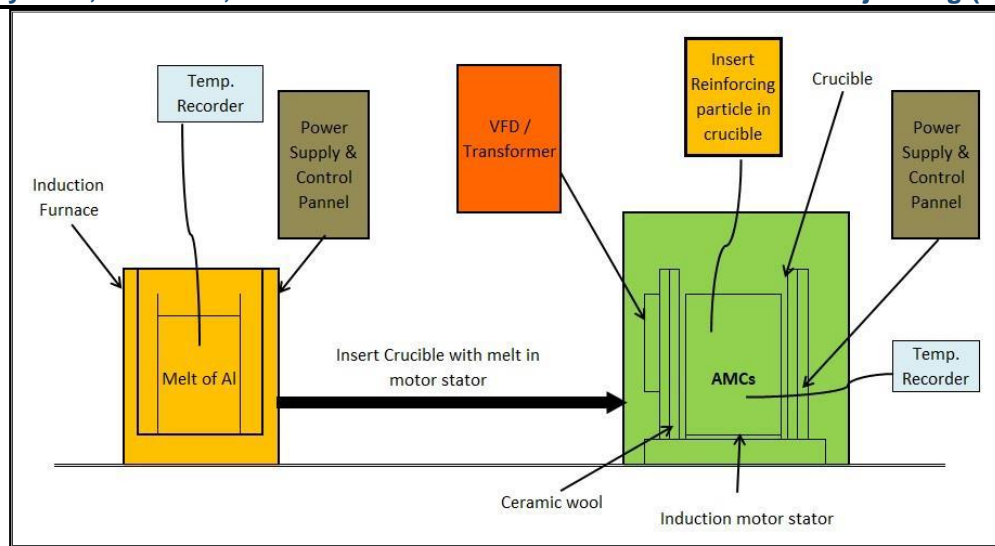 Temp.
Recorder
Power
Supply &
Control
Pannel
Induction
Furnace
Melt of Al
Insert Crucible with melt in
motor stator
VFD /
Transformer
Insert
Reinforcing
particle in
crucible
Crucible
Power
Supply &
Control
Pannel
AMCs
Temp.
Recorder
Ceramic wool
Induction motor stator